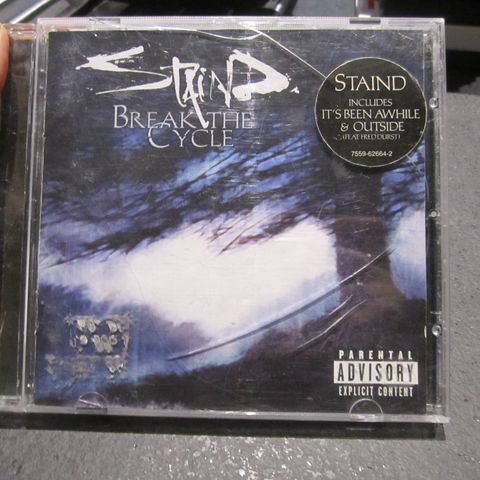 STAIND.
BREAK THE
CYCLE
STAIND
INCLUDES
IT'S BEEN AWHILE
& OUTSIDE
(FEAT FRED DURST)
7559-62664-2
PARENTAL
ADVISORY
EXPLICIT CONTENT